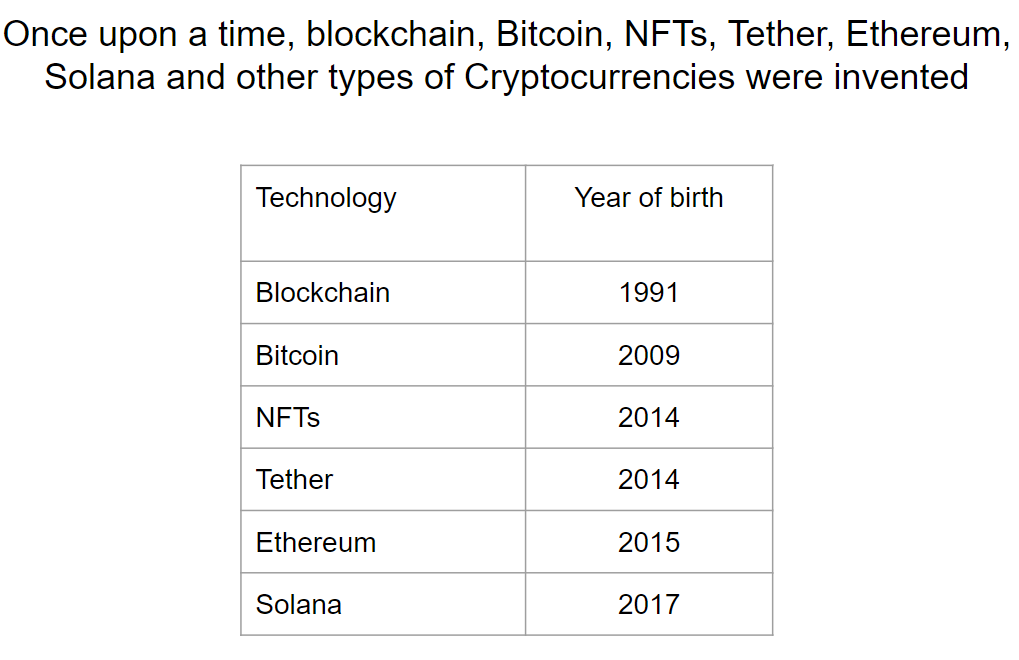 Once upon a time, blockchain, Bitcoin, NFTs, Tether, Ethereum,
Solana and other types of Cryptocurrencies were invented
Technology Year of birth
Blockchain 1991
Bitcoin 2009
NFTs 2014
Tether 2014
Ethereum 2015
Solana 2017